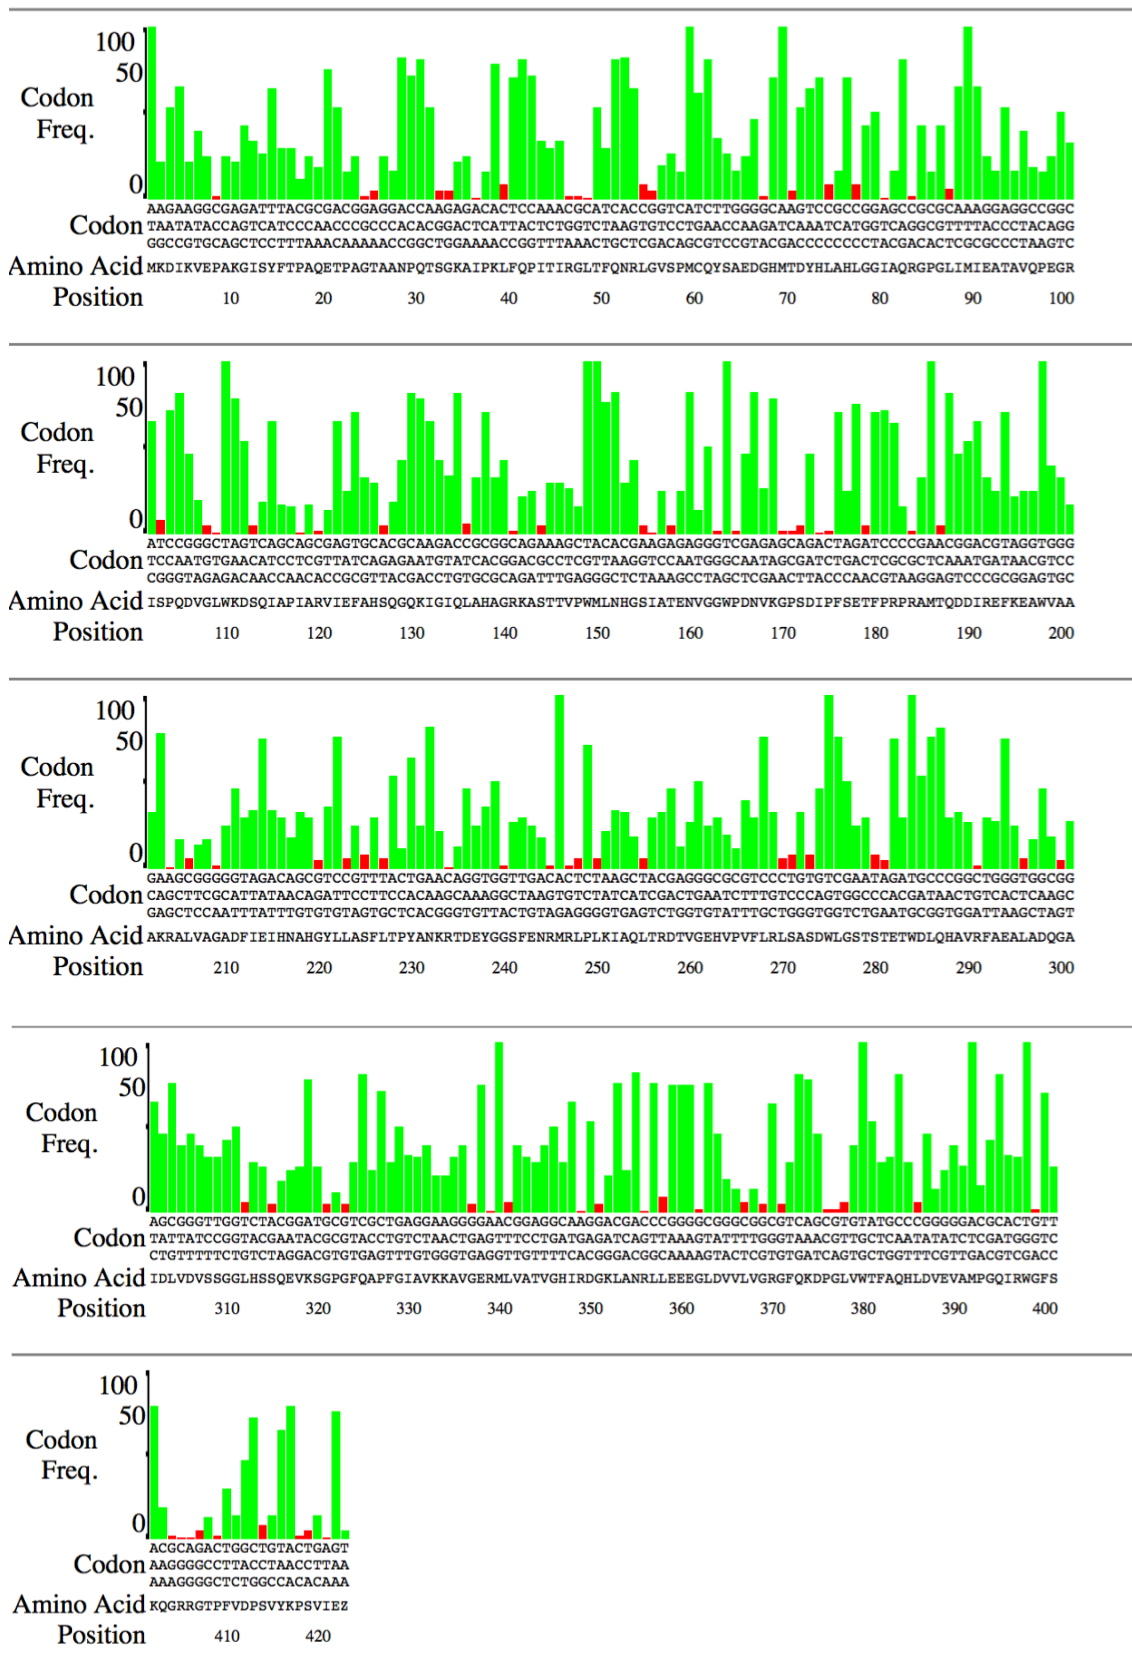 100
50
Codon
Freq.
0
AAGAAGGCGAGATTTACGCGACGGAGGACCAAGAGACACTCCAAACGCATCACCGGTCATCTTGGGGCAAGTCCGCCGGAGCCGCGCAAAGGAGGCCGGC
Codon TAATATACCAGTCATCCCAACCCGCCCACACGGACTCATTACTCTGGTCTAAGTGTCCTGAACCAAGATCAAATCATGGTCAGGCGTTTTACCCTACAGG
GGCCGTGCAGCTCCTTTAAACAAAAACCGGCTGGAAAACCGGTTTAAACTGCTCGACAGCGTCCGTACGACCCCCCCCTACGACACTCGCGCCCTAAGTC
Amino Acid MKDIKVEPAKGISYFTPAQETPAGTAANPQTSGKAIPKLFQPITIRGLTFQNRLGVSPMCQYSAEDGHMTDYHLAHLGGIAQRGPGLIMIEATAVQPEGR
Position 10 20 30 40 50 60 70 80 90 100
100
50
Codon
Freq.
0
ATCCGGGCTAGTCAGCAGCGAGTGCACGCAAGACCGCGGCAGAAAGCTACACGAAGAGAGGGTCGAGAGCAGACTAGATCCCCGAACGGACGTAGGTGGG
Codon TCCAATGTGAACATCCTCGTTATCAGAGAATGTATCACGGACGCCTCGTTAAGGTCCAATGGGCAATAGCGATCTGACTCGCGCTCAAATGATAACGTCC
CGGGTAGAGACAACCAACACCGCGTTACGACCTGTGCGCAGATTTGAGGGCTCTAAAGCCTAGCTCGAACTTACCCAACGTAAGGAGTCCCGCGGAGTGC
Amino Acid ISPQDVGLWKDSQIAPIARVIEFAHSQGQKIGIQLAHAGRKASTTVPWMLNHGSIATENVGGWPDNVKGPSDIPFSETFPRPRAMTQDDIREFKEAWVAA
Position 110 120 130 140 150 160 170 180 190 200
100
50
Codon
Freq.
0
GAAGCGGGGGTAGACAGCGTCCGTTTACTGAACAGGTGGTTGACACTCTAAGCTACGAGGGCGCGTCCCTGTGTCGAATAGATGCCCGGCTGGGTGGCGG
Codon CAGCTTCGCATTATAACAGATTCCTTCCACAAGCAAAGGCTAAGTGTCTATCATCGACTGAATCTTTGTCCCAGTGGCCCACGATAACTGTCACTCAAGC
GAGCTCCAATTTATTTGTGTGTAGTGCTCACGGGTGTTACTGTAGAGGGGTGAGTCTGGTGTATTTGCTGGGTGGTCTGAATGCGGTGGATTAAGCTAGT
Amino Acid AKRALVAGADFIEIHNAHGYLLASFLTPYANKRTDEYGGSFENRMRLPLKIAQLTRDTVGEHVPVFLRLSASDWLGSTSTETWDLQHAVRFAEALADQGA
Position 210 220 230 240 250 260 270 280 290 300
100
50
Codon
Freq.
0
AGCGGGTTGGTCTACGGATGCGTCGCTGAGGAAGGGGAACGGAGGCAAGGACGACCCGGGGCGGGCGGCGTCAGCGTGTATGCCCGGGGGACGCACTGTT
Codon TATTATCCGGTACGAATACGCGTACCTGTCTAACTGAGTTTCCTGATGAGATCAGTTAAAGTATTTTGGGTAAACGTTGCTCAATATATCTCGATGGGTC
CTGTTTTTCTGTCTAGGACGTGTGAGTTTGTGGGTGAGGTTGTTTTCACGGGACGGCAAAAGTACTCGTGTGATCAGTGCTGGTTTCGTTGACGTCGACC
Amino Acid IDLVDVSSGGLHSSQEVKSGPGFQAPFGIAVKKAVGERMLVATVGHIRDGKLANRLLEEEGLDVVLVGRGFQKDPGLVWTFAQHLDVEVAMPGQIRWGFS
Position 310 320 330 340 350 360 370 380 390 400
100
50
Codon
Freq.
0
ACGCAGACTGGCTGTACTGAGT
Codon AAGGGGCCTTACCTAACCTTAA
AAAGGGGCTCTGGCCACACAAA
Amino Acid KQGRRGTPFVDPSVYKPSVIEZ
Position 410 420